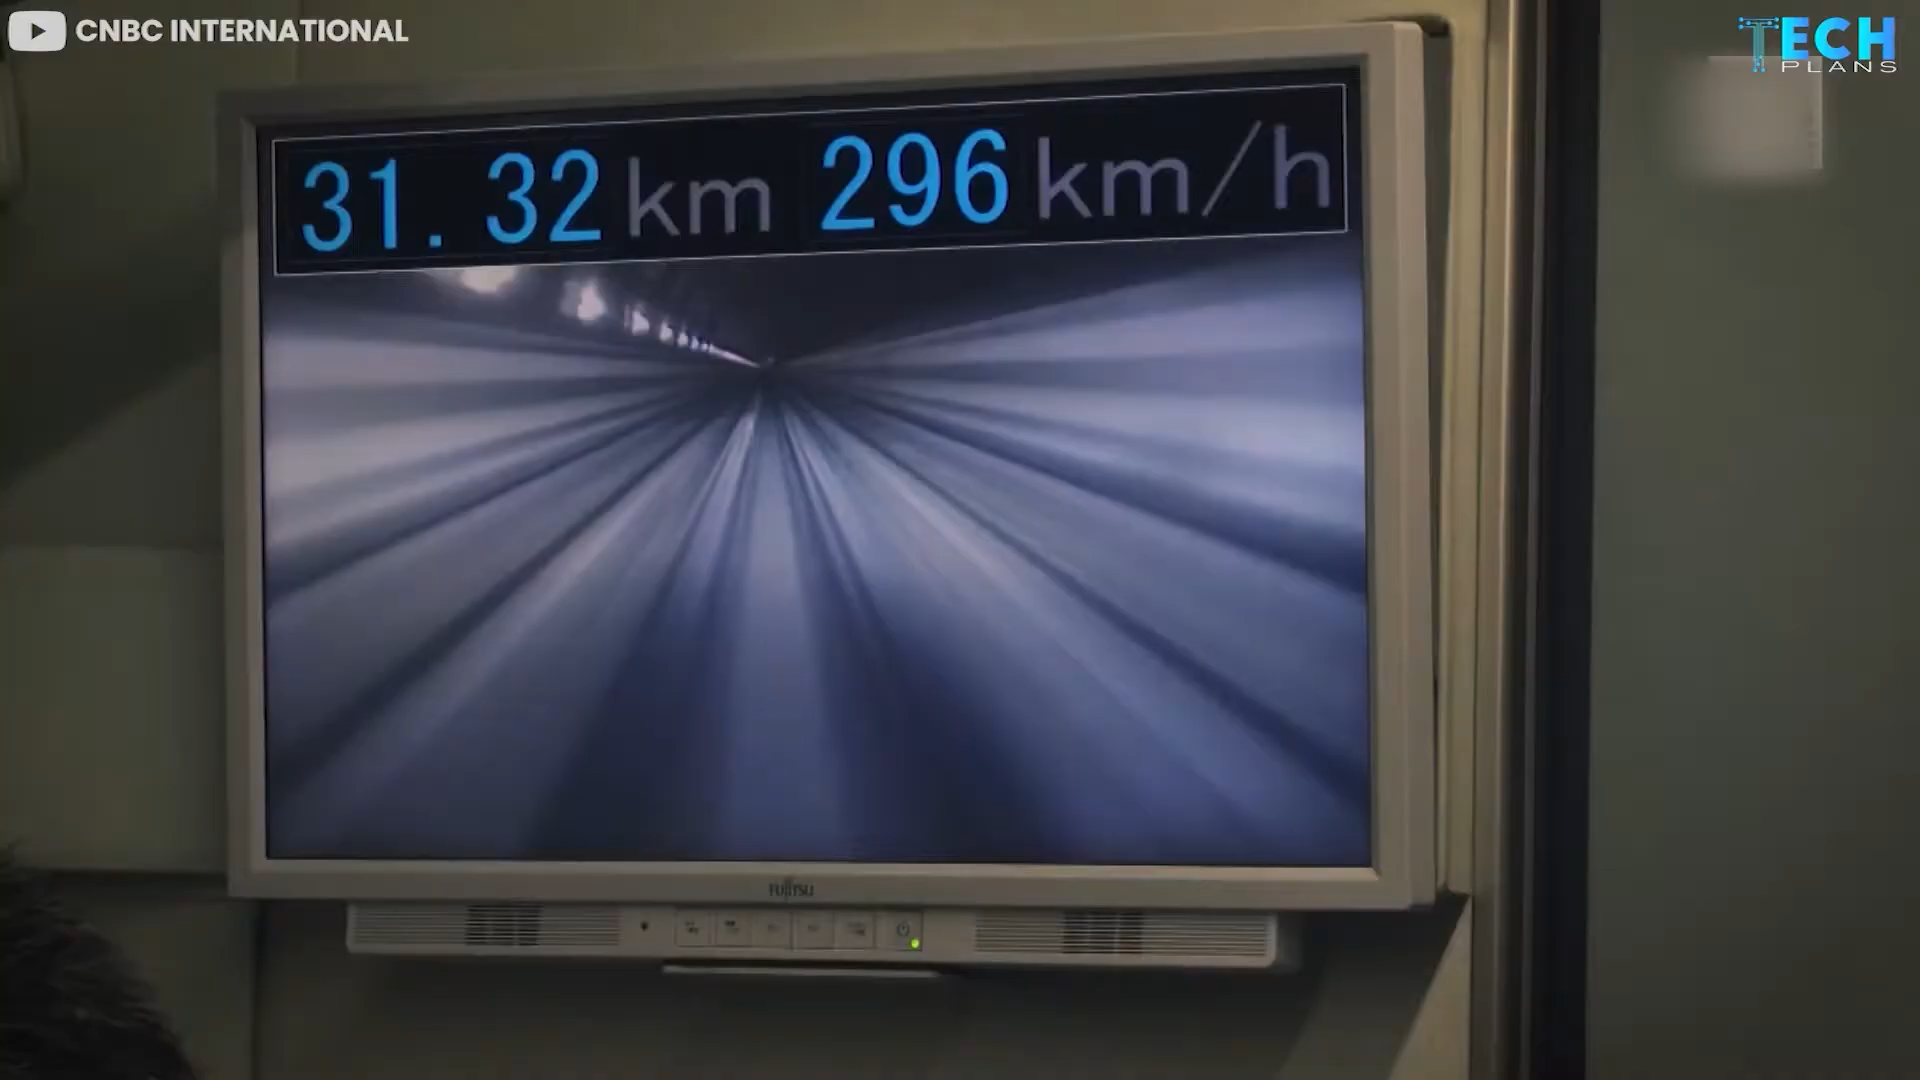 CNBC INTERNATIONAL
TECH
PLANS
31. 32 km 296 km/h
FUJITSU